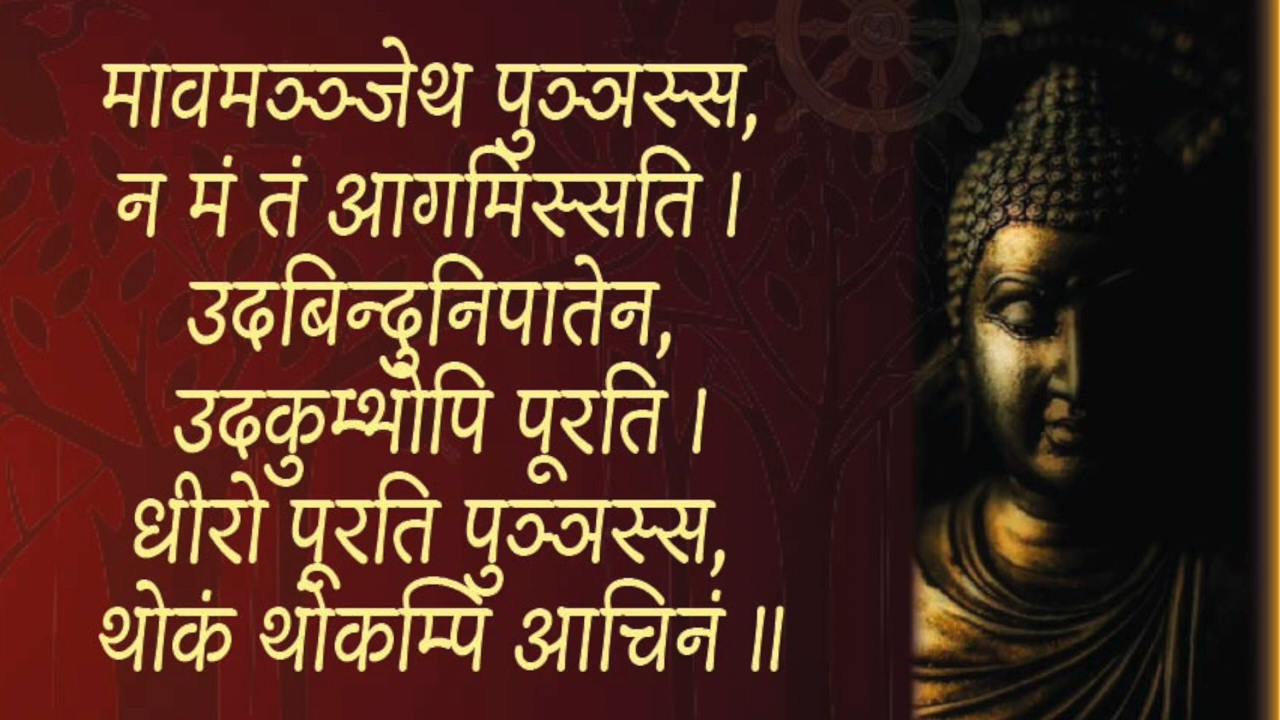 मावमञ्ञ्जेथ पुञ्ञस्स,
न मं तं आगमिंस्सति ।
उदबिन्दुनिपातेन,
उदकुम्भोपि पूरति ।
धीरो पूरति पुञ्ञस्स,
थोकं थोकम्पिं आचिनं ॥